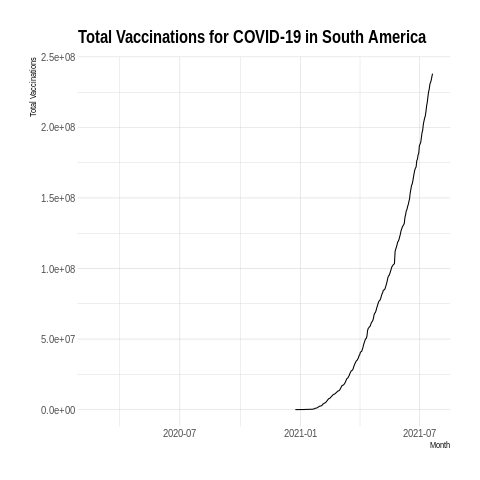 Total Vaccinations for COVID-19 in South America
Total Vaccinations
2.5e+08
2.0e+08
1.5e+08
1.0e+08
5.0e+07
0.0e+00
2020-07
2021-01
2021-07
Month